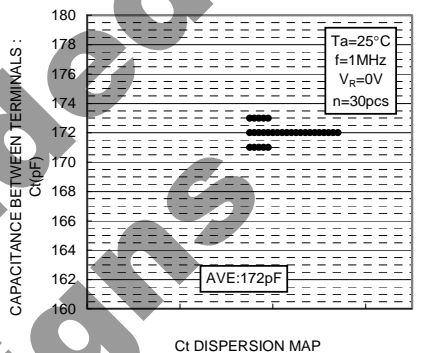 180
178
176
174
172
170
168
166
164
162
160
CAPACITANCE BETWEEN TERMINALS :
Ct(pF)
Ta=25°C
f=1MHz
VR=0V
n=30pcs
AVE:172pF
Ct DISPERSION MAP